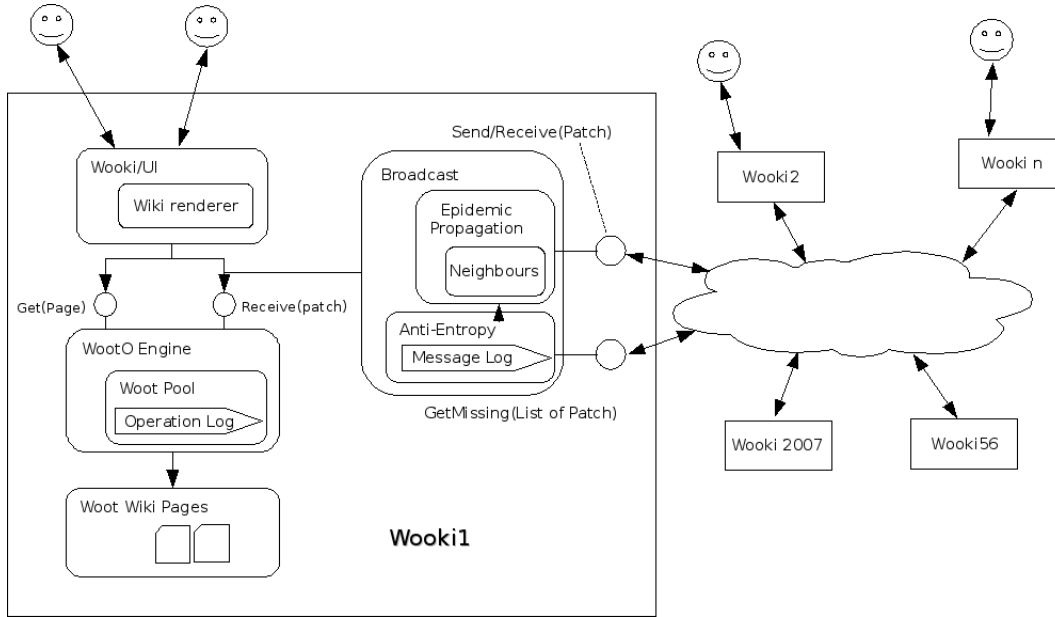 Send/Receive(Patch)
Wooki/UI
Wiki renderer
Broadcast
Epidemic
Propagation
Neighbours
Wooki2
Wooki n
Get(Page)
Receive(patch)
Anti-Entropy
Message Log
GetMissing(List of Patch)
WootO Engine
Woot Pool
Operation Log
Woot Wiki Pages
Wooki1
Wooki 2007
Wooki56